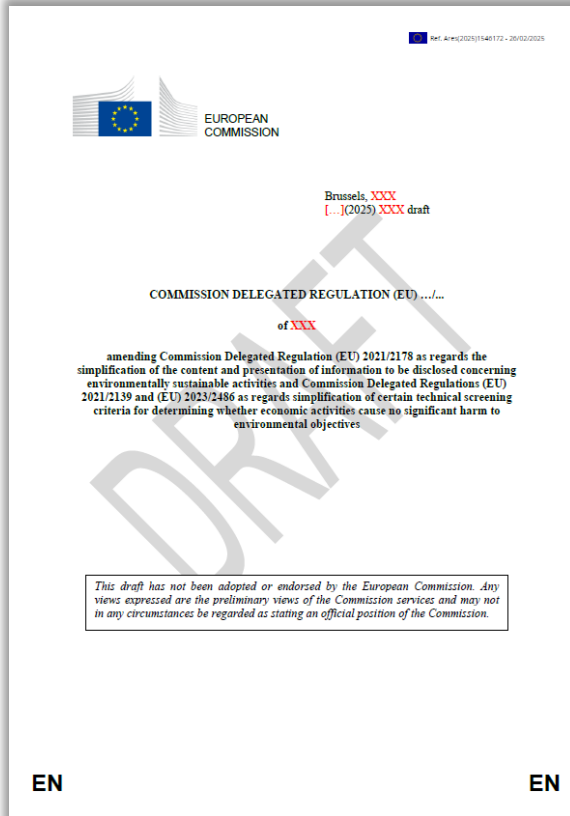 Ref. Ares(2025)1546172 - 26/02/2025
EUROPEAN
COMMISSION
Brussels, XXX
[…](2025) XXX draft
COMMISSION DELEGATED REGULATION (EU) …/...
of XXX
amending Commission Delegated Regulation (EU) 2021/2178 as regards the
simplification of the content and presentation of information to be disclosed concerning
environmentally sustainable activities and Commission Delegated Regulations (EU)
2021/2139 and (EU) 2023/2486 as regards simplification of certain technical screening
criteria for determining whether economic activities cause no significant harm to
environmental objectives
DRAFT
This draft has not been adopted or endorsed by the European Commission. Any
views expressed are the preliminary views of the Commission services and may not
in any circumstances be regarded as stating an official position of the Commission.
EN EN